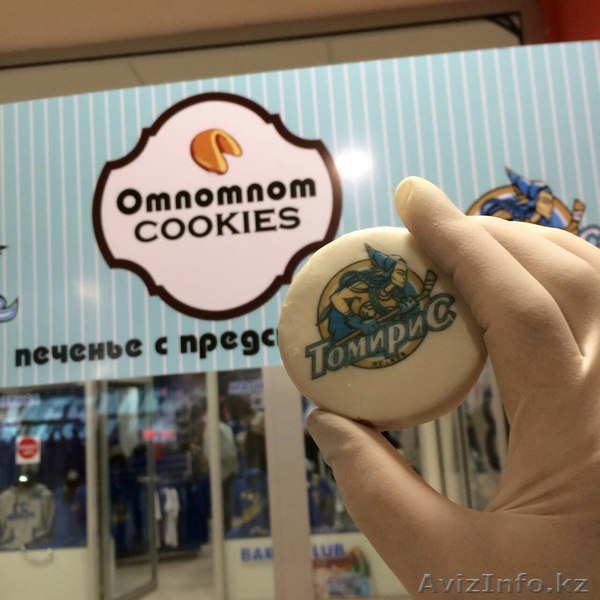 Omnomnom
COOKIES
печенье с предс
Томирис
AvizInfo.kz